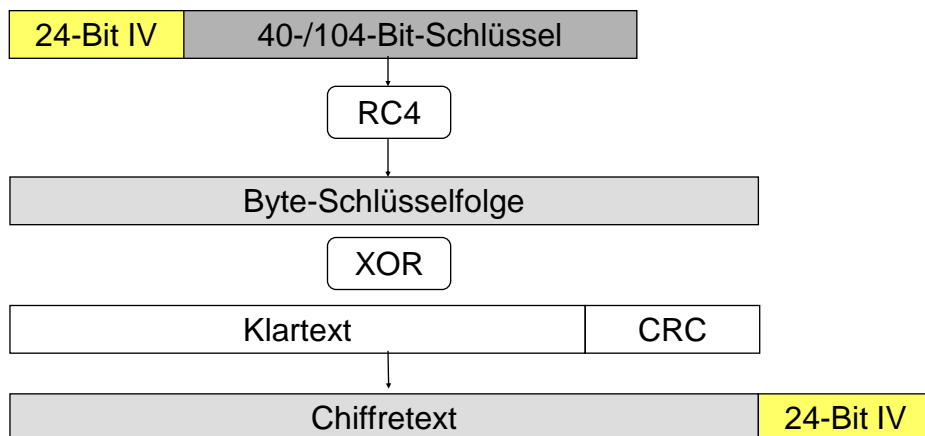 24-Bit IV 40-/104-Bit-Schlüssel
RC4
Byte-Schlüsselfolge
XOR
Klartext CRC
Chiffretext 24-Bit IV